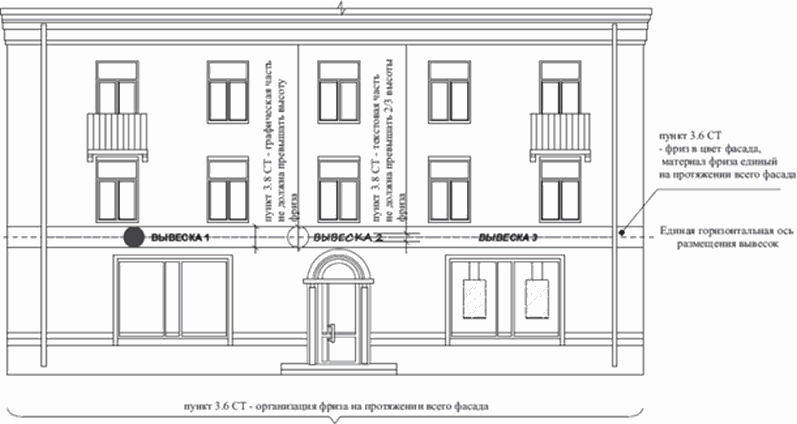 пункт 3.8 СТ - графическая часть
не должна превышать высоту
фриза
пункт 3.8 СТ - текстовая часть
не должна превышать 2/3 высоты
фриза
пункт 3.6 СТ
- фриз в цвет фасада,
материал фриза единый
на протяжении всего фасада
ВЫВЕСКА 1
ВЫВЕСКА 2
ВЫВЕСКА 3
Единая горизонтальная ось
размещения вывесок
пункт 3.6 СТ - организация фриза на протяжении всего фасада